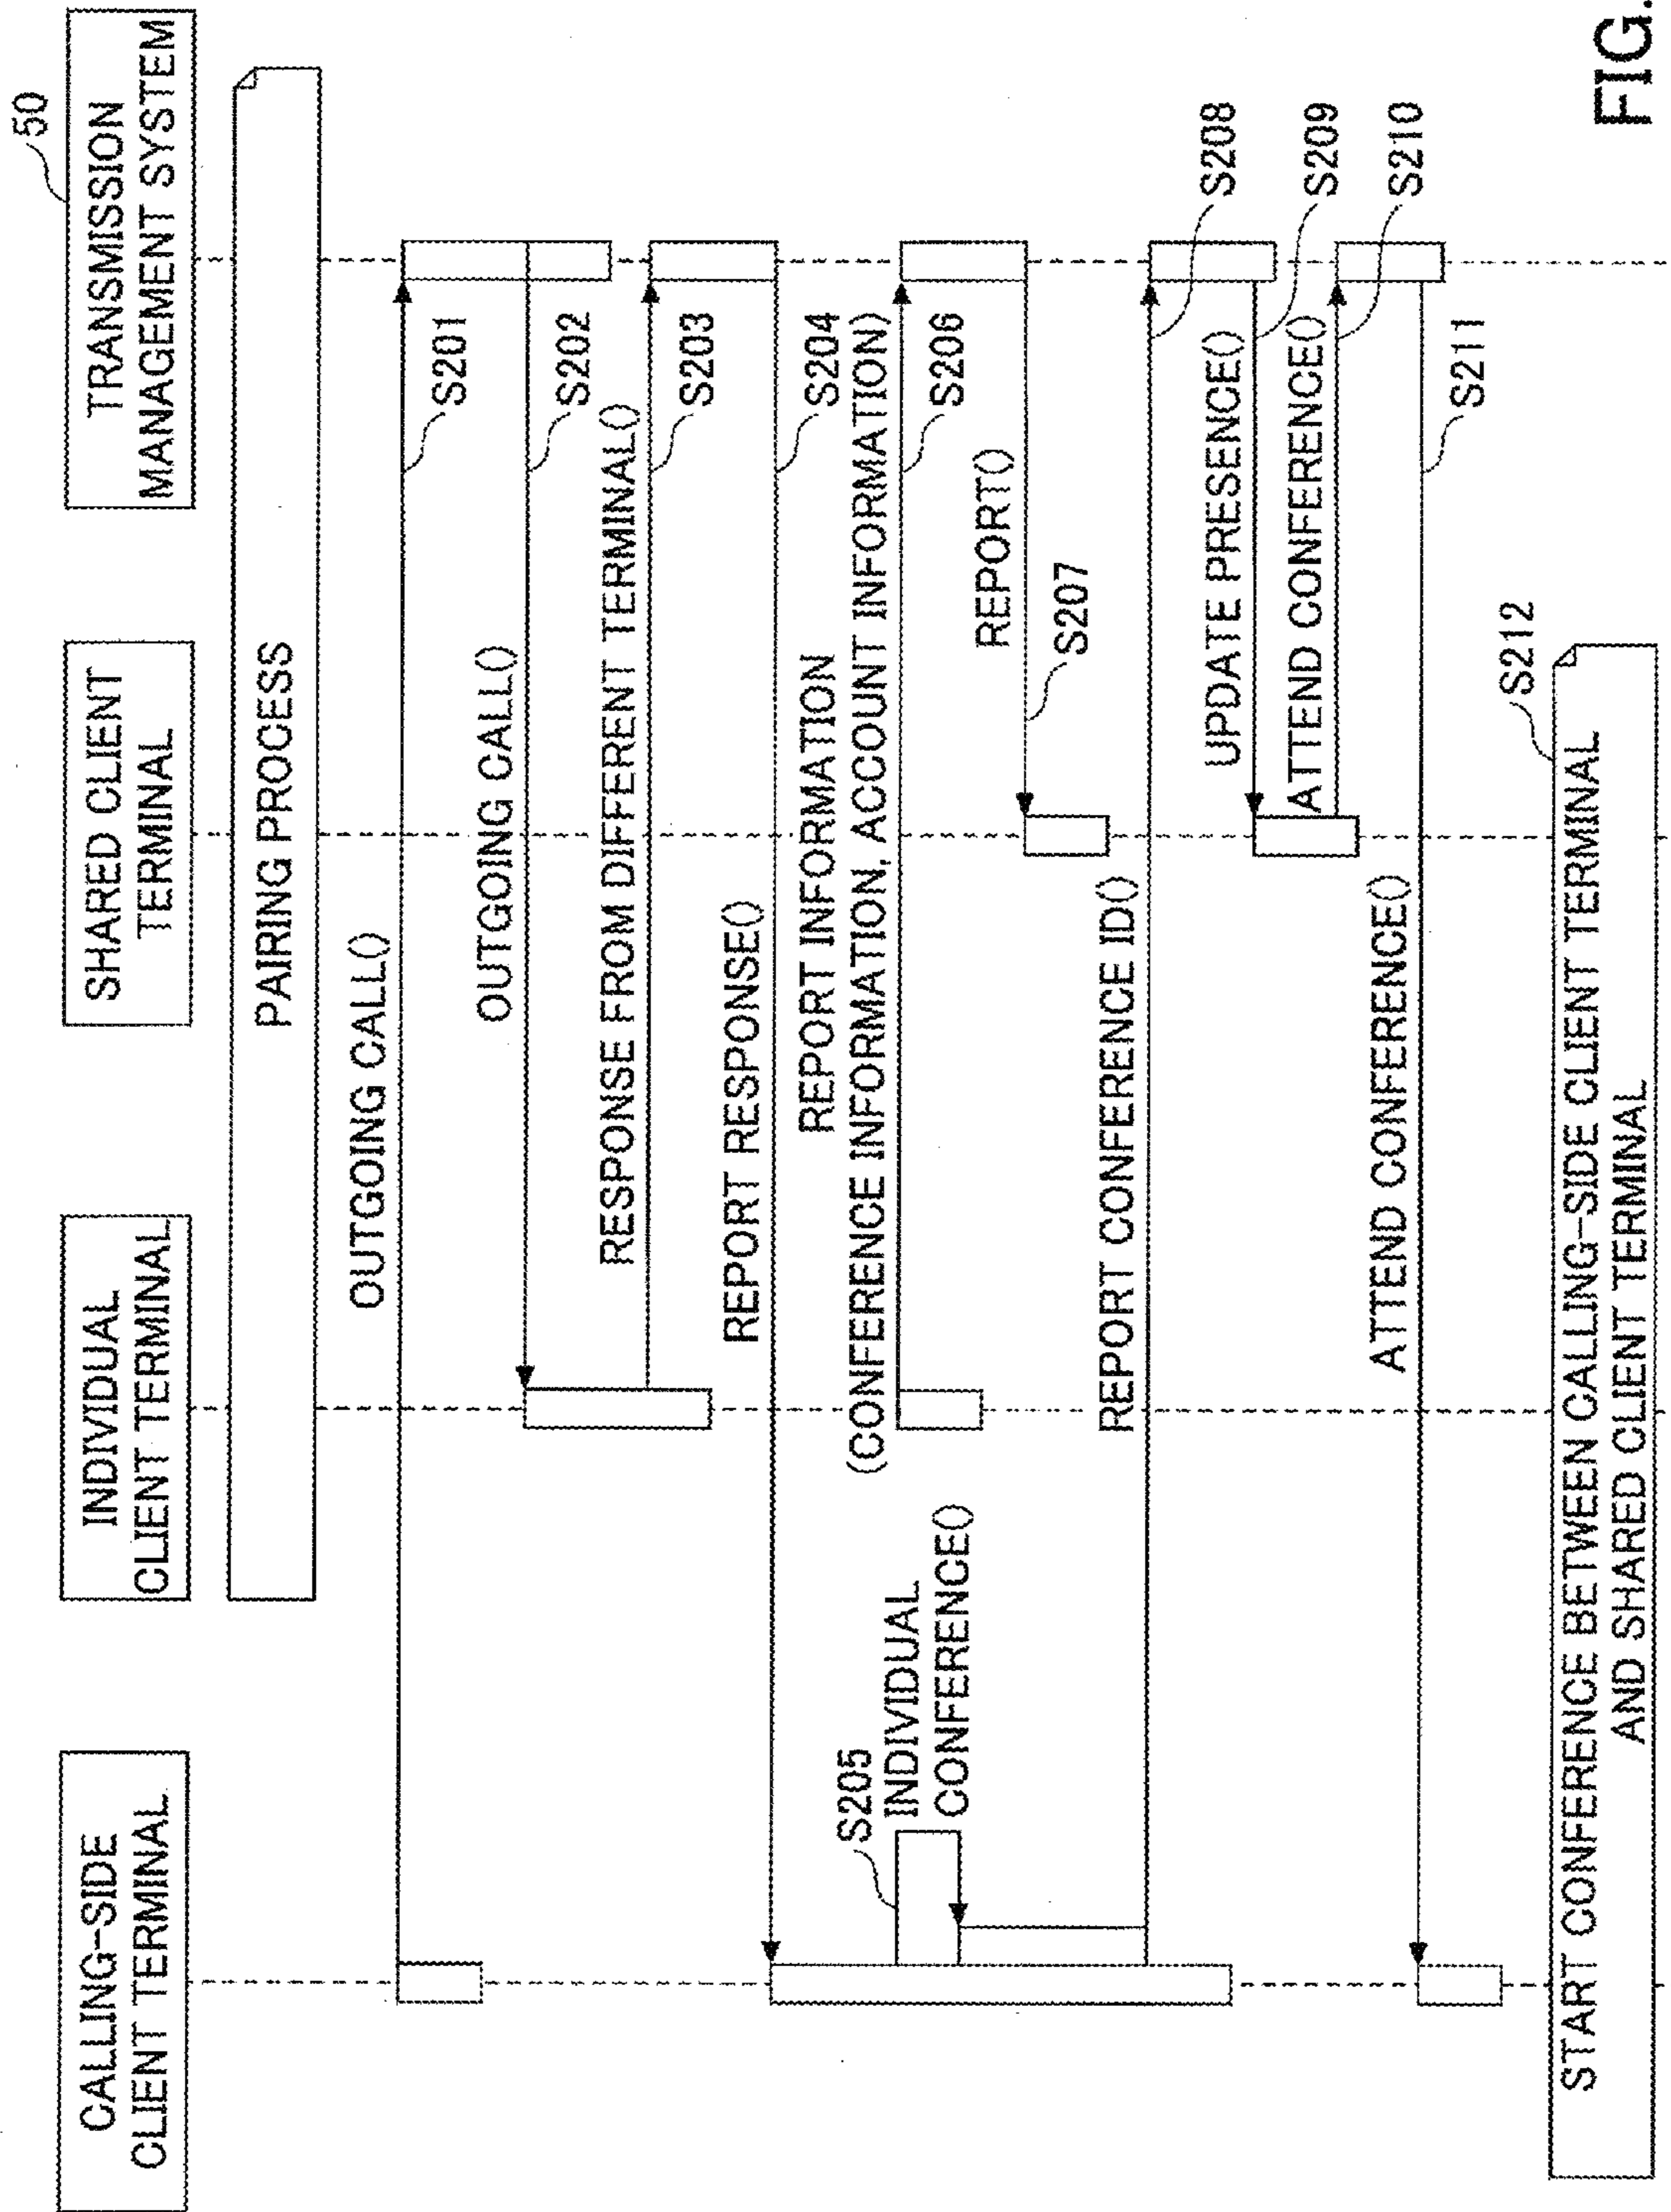 CALLING-SIDE
CLIENT TERMINAL
INDIVIDUAL
CLIENT TERMINAL
SHARED CLIENT
TERMINAL
TRANSMISSION
MANAGEMENT SYSTEM
50
PAIRING PROCESS
OUTGOING CALL()
S201
OUTGOING CALL()
S202
RESPONSE FROM DIFFERENT TERMINAL()
S203
REPORT RESPONSE()
S204
S205
INDIVIDUAL
CONFERENCE()
REPORT INFORMATION
(CONFERENCE INFORMATION, ACCOUNT INFORMATION)
S206
REPORT()
S207
REPORT CONFERENCE ID()
S208
UPDATE PRESENCE()
S209
ATTEND CONFERENCE()
S210
ATTEND CONFERENCE()
S211
S212
START CONFERENCE BETWEEN CALLING-SIDE CLIENT TERMINAL
AND SHARED CLIENT TERMINAL
FIG.